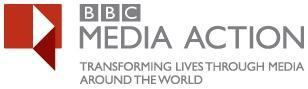 BBC
MEDIA ACTION
TRANSFORMING LIVES THROUGH MEDIA
AROUND THE WORLD